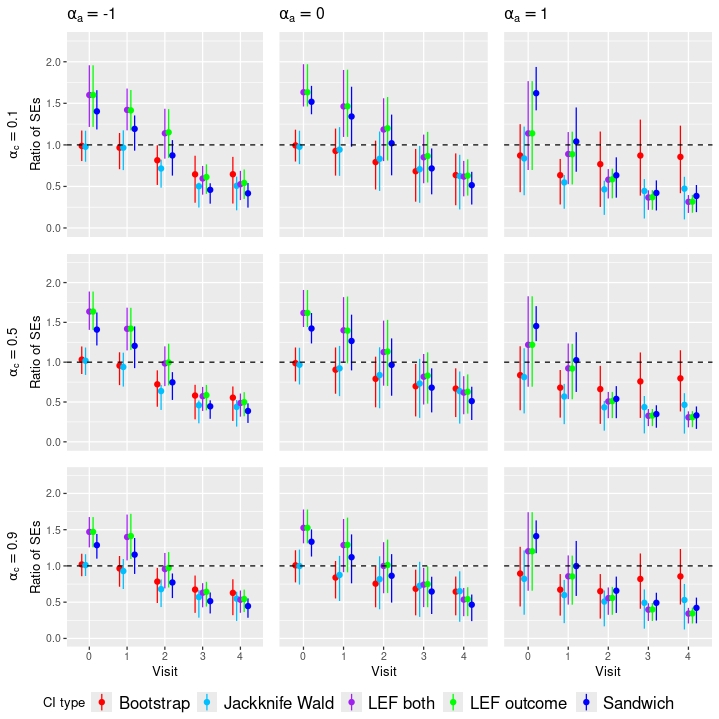 αa = -1
αa = 0
αa = 1
αc = 0.1
Ratio of SEs
2.0
1.5
1.0
0.5
0.0
αc = 0.5
Ratio of SEs
2.0
1.5
1.0
0.5
0.0
αc = 0.9
Ratio of SEs
2.0
1.5
1.0
0.5
0.0
0 1 2 3 4
0 1 2 3 4
0 1 2 3 4
Visit
Visit
Visit
CI type Bootstrap Jackknife Wald LEF both LEF outcome Sandwich